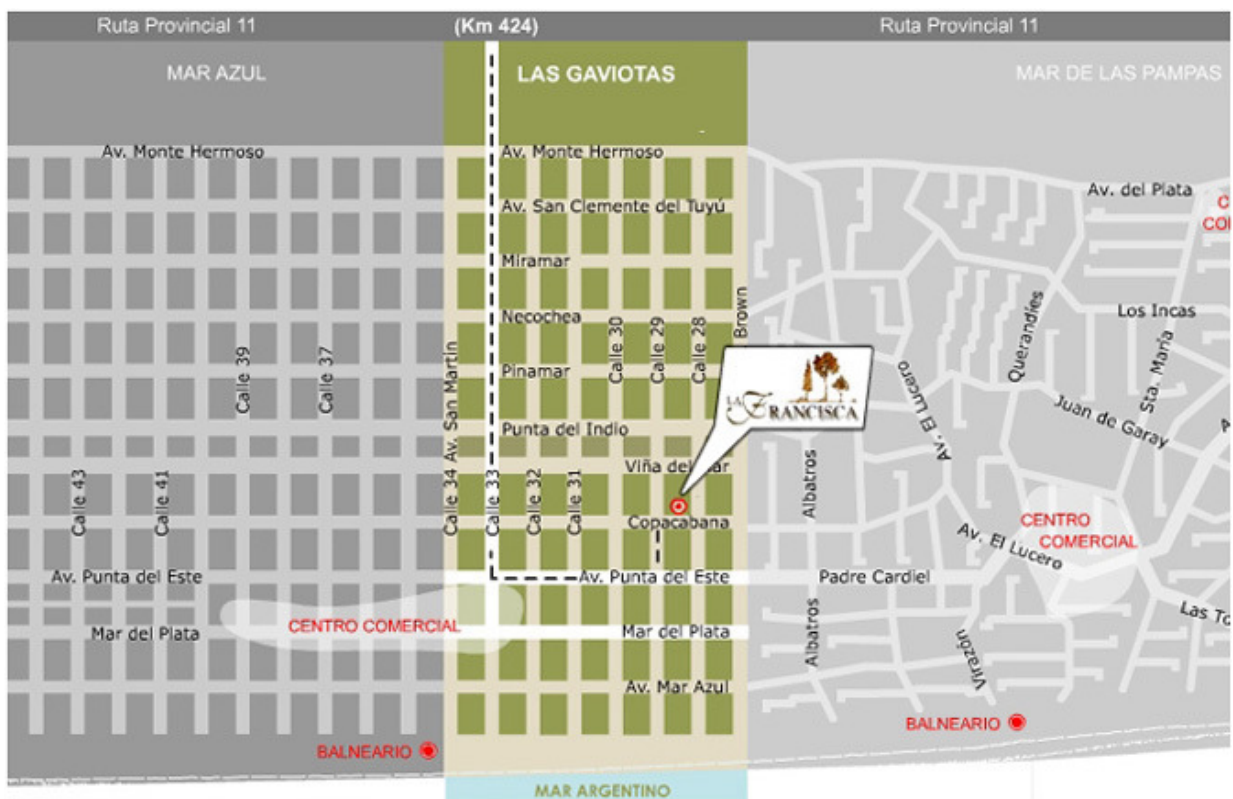 Ruta Provincial 11
(Km 424)
Ruta Provincial 11
MAR AZUL
LAS GAVIOTAS
MAR DE LAS PAMPAS
Av. Monte Hermoso
Av. Monte Hermoso
Av. del Plata
Av. San Clemente del Tuyú
Miramar
Necochea
Pinamar
Punta del Indio
Calle 30
Calle 29
Calle 28
Brown
Los Incas
Querandíes
Sta. María
Juan de Garay
Calle 39
Calle 37
Av. San Martín
LA FRANCISCA
Av. El Lucero
Viña del ar
Calle 43
Calle 41
Calle 34
Calle 33
Calle 32
Calle 31
Albatros
Copacabana
CENTRO
COMERCIAL
Av. El Lucero
Av. Punta del Este
Av. Punta del Este
Padre Cardiel
CENTRO COMERCIAL
Mar del Plata
Mar del Plata
Albatros
Virazón
Las
Av. Mar Azul
BALNEARIO
BALNEARIO
MAR ARGENTINO